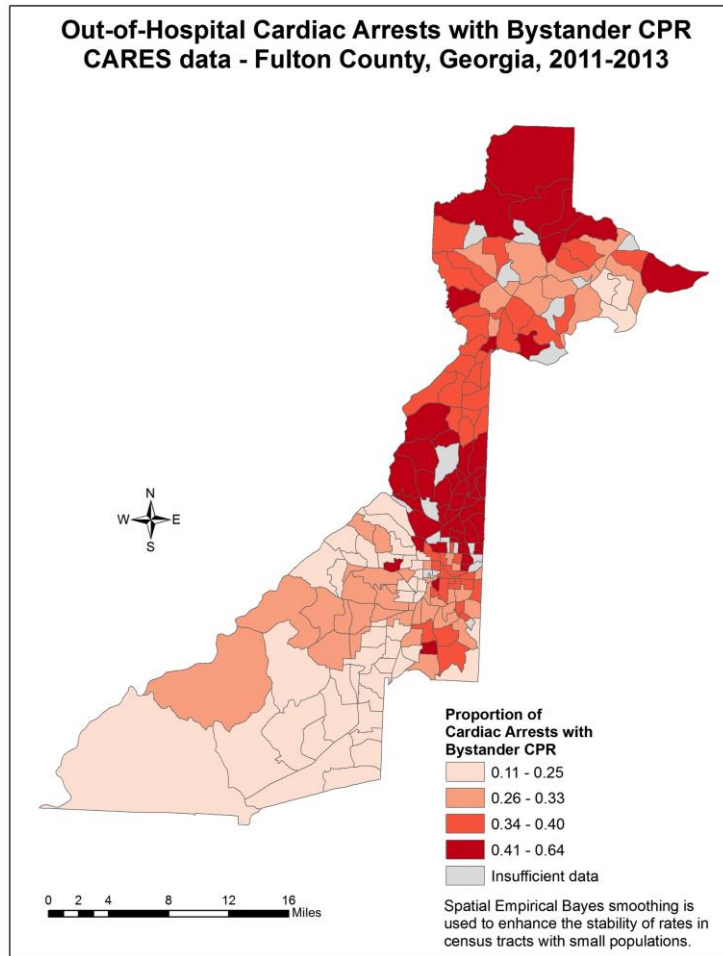 Out-of-Hospital Cardiac Arrests with Bystander CPR
CARES data - Fulton County, Georgia, 2011-2013
N
W E
S
Proportion of
Cardiac Arrests with
Bystander CPR
0.11 - 0.25
0.26 - 0.33
0.34 - 0.40
0.41 - 0.64
Insufficient data
0 2 4 8 12 16
Miles
Spatial Empirical Bayes smoothing is
used to enhance the stability of rates in
census tracts with small populations.